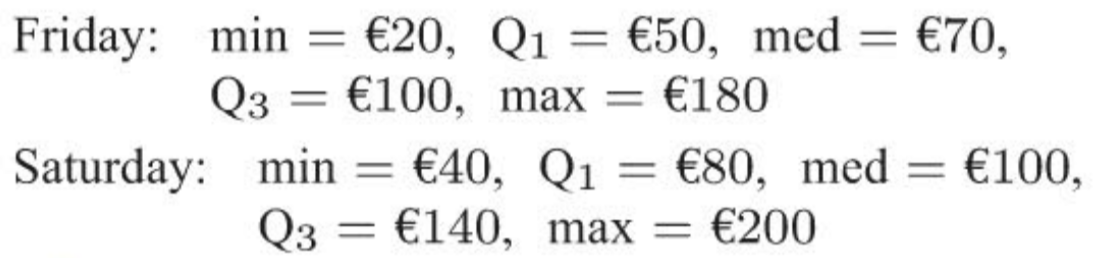 Friday: min = €20, Q₁ = €50, med = €70,
Q₃ = €100, max = €180
Saturday: min = €40, Q₁ = €80, med = €100,
Q₃ = €140, max = €200